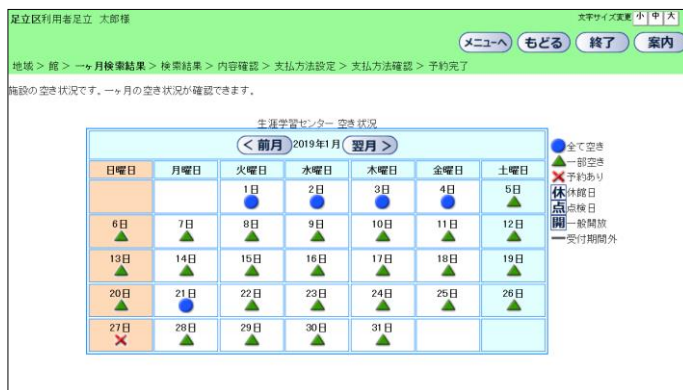 足立区利用者足立 太郎様
文字サイズ変更 小 中 大
メニューへ もどる 終了 案内
地域 > 館 > 一ヶ月検索結果 > 検索結果 > 内容確認 > 支払方法設定 > 支払方法確認 > 予約完了
施設の空き状況です。一ヶ月の空き状況が確認できます。
生涯学習センター 空き状況
< 前月 2019年1月 翌月 >
日曜日 月曜日 火曜日 水曜日 木曜日 金曜日 土曜日
1日 2日 3日 4日 5日
6日 7日 8日 9日 10日 11日 12日
13日 14日 15日 16日 17日 18日 19日
20日 21日 22日 23日 24日 25日 26日
27日 28日 29日 30日 31日
全て空き
一部空き
予約あり
休 休館日
点 点検日
開 一般開放
受付期間外